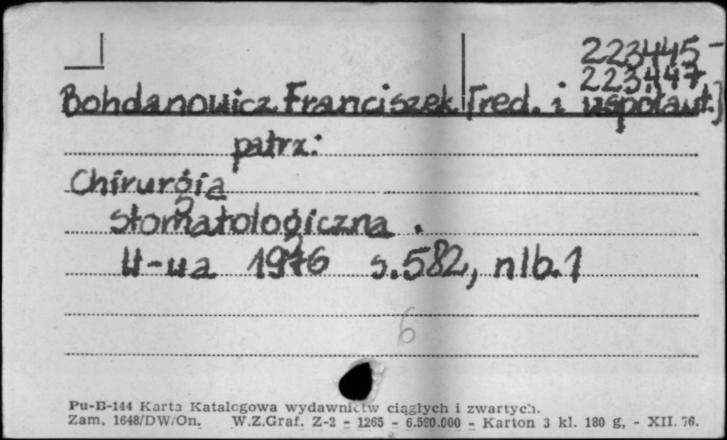 223445-
223447
Bohdanowicz Franciszek [red. i współaut.]
patrz:
Chirurgia
stomatologiczna.
W-wa 1976 s.582, nlb.1
6
Pu-B-144 Karta Katalogowa wydawnictw ciągłych i zwartych.
Zam. 1648/DW/On. W.Z.Graf. Z-2 - 1265 - 6.590.000 - Karton 3 kl. 180 g, - XII. 76.